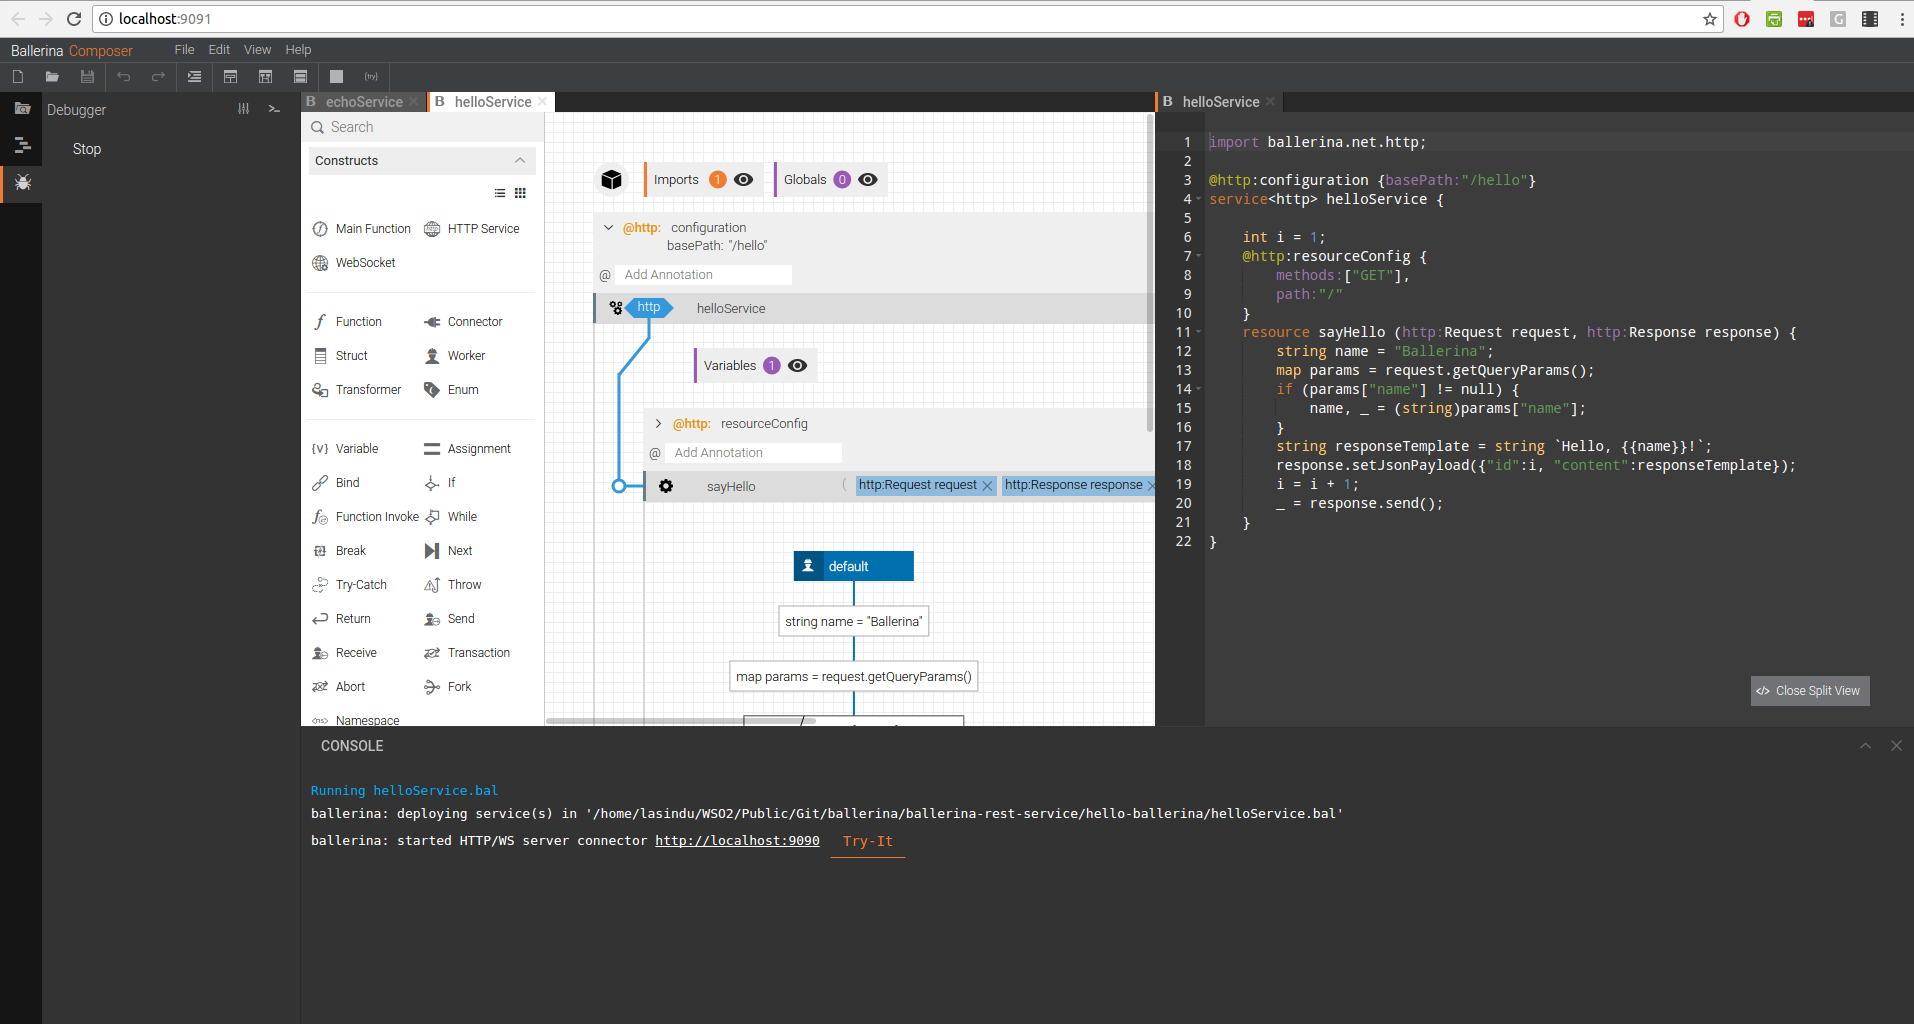 localhost:9091
Ballerina Composer File Edit View Help
(try)
Debugger
Stop
B echoService
B helloService
Search
Constructs
Main Function HTTP Service
WebSocket
Function Connector
Struct Worker
Transformer Enum
Variable Assignment
Bind If
Function Invoke While
Break Next
Try-Catch Throw
Return Send
Receive Transaction
Abort Fork
Namespace
Imports 1 Globals 0
@http: configuration
basePath: "/hello"
@ Add Annotation
http helloService
Variables 1
@http: resourceConfig
@ Add Annotation
sayHello ( http:Request request http:Response response
default
string name = "Ballerina"
map params = request.getQueryParams()
B helloService
1 import ballerina.net.http;
2
3 @http:configuration {basePath:"/hello"}
4 service<http> helloService {
5
6 int i = 1;
7 @http:resourceConfig {
8 methods:["GET"],
9 path:"/"
10 }
11 resource sayHello (http:Request request, http:Response response) {
12 string name = "Ballerina";
13 map params = request.getQueryParams();
14 if (params["name"] != null) {
15 name, _ = (string)params["name"];
16 }
17 string responseTemplate = string `Hello, {{name}}!`;
18 response.setJsonPayload({"id":i, "content":responseTemplate});
19 i = i + 1;
20 _ = response.send();
21 }
22 }
</> Close Split View
CONSOLE
Running helloService.bal
ballerina: deploying service(s) in '/home/lasindu/WSO2/Public/Git/ballerina/ballerina-rest-service/hello-ballerina/helloService.bal'
ballerina: started HTTP/WS server connector http://localhost:9090 Try-It